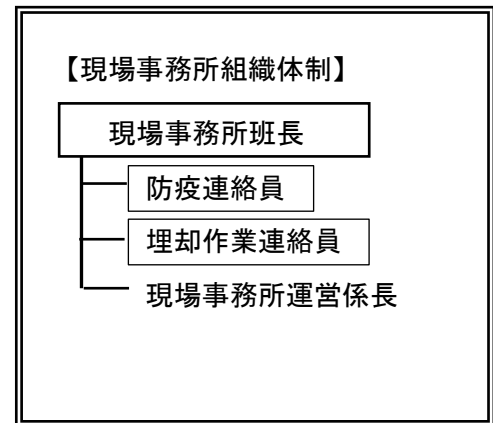 【現場事務所組織体制】
現場事務所班長
防疫連絡員
埋却作業連絡員
現場事務所運営係長